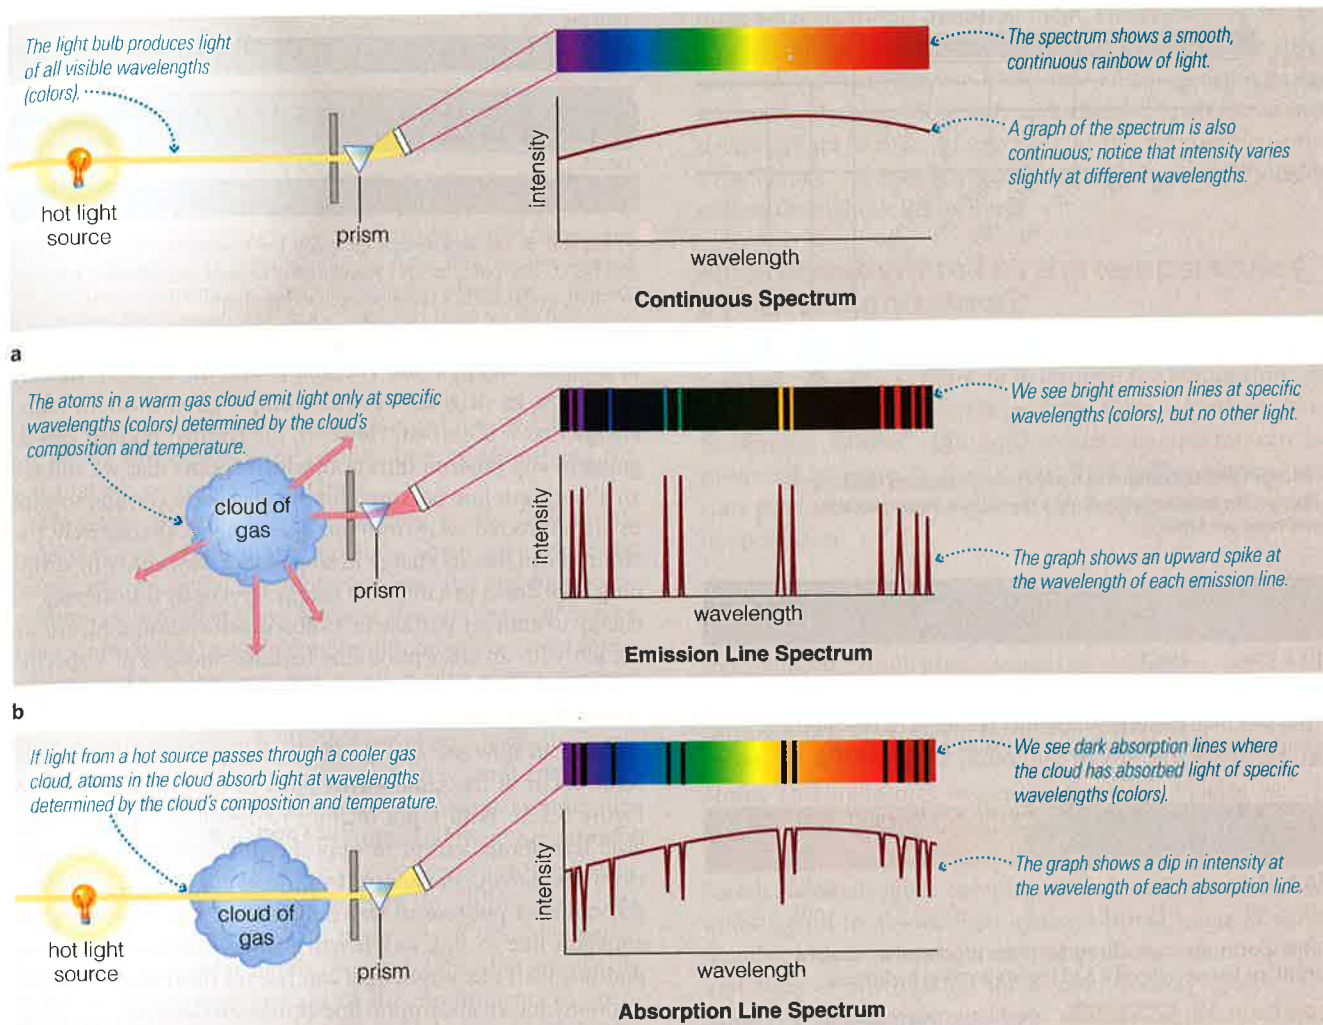 The light bulb produces light
of all visible wavelengths
(colors).
hot light
source
prism
intensity
wavelength
Continuous Spectrum
The spectrum shows a smooth,
continuous rainbow of light.
A graph of the spectrum is also
continuous; notice that intensity varies
slightly at different wavelengths.
a
The atoms in a warm gas cloud emit light only at specific
wavelengths (colors) determined by the cloud's
composition and temperature.
cloud of
gas
prism
intensity
wavelength
Emission Line Spectrum
We see bright emission lines at specific
wavelengths (colors), but no other light.
The graph shows an upward spike at
the wavelength of each emission line.
b
If light from a hot source passes through a cooler gas
cloud, atoms in the cloud absorb light at wavelengths
determined by the cloud's composition and temperature.
hot light
source
cloud of
gas
prism
intensity
wavelength
Absorption Line Spectrum
We see dark absorption lines where
the cloud has absorbed light of specific
wavelengths (colors).
The graph shows a dip in intensity at
the wavelength of each absorption line.